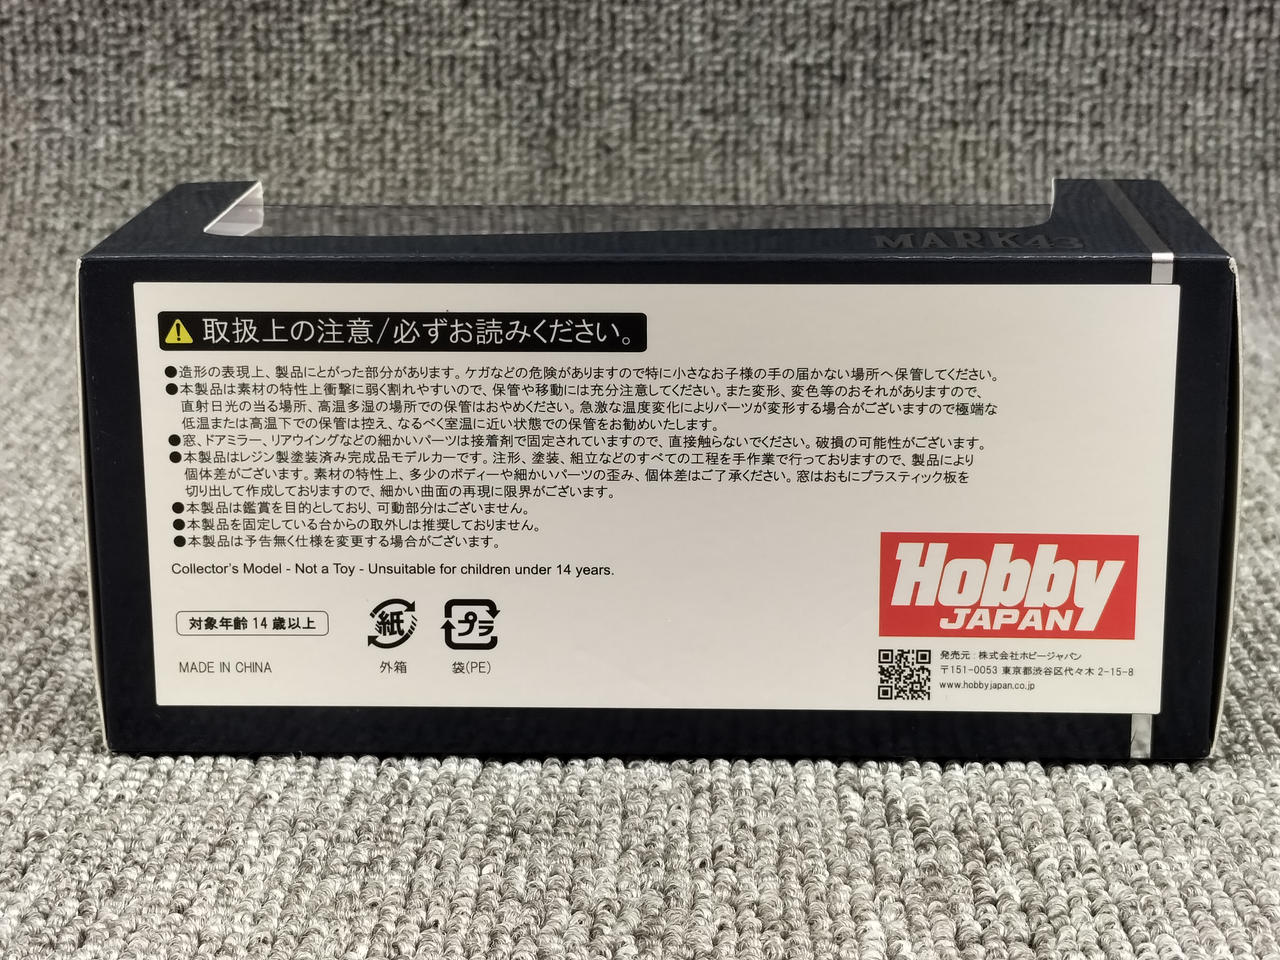 MARK43
取扱上の注意/必ずお読みください。
●造形の表現上、製品にとがった部分があります。ケガなどの危険がありますので特に小さなお子様の手の届かない場所へ保管してください。
●本製品は素材の特性上衝撃に弱く割れやすいので、保管や移動には充分注意してください。また変形、変色等のおそれがありますので、
直射日光の当る場所、高温多湿の場所での保管はおやめください。急激な温度変化によりパーツが変形する場合がございますので極端な
低温または高温下での保管は控え、なるべく室温に近い状態での保管をお勧めいたします。
●窓、ドアミラー、リアウイングなどの細かいパーツは接着剤で固定されていますので、直接触らないでください。破損の可能性がございます。
●本製品はレジン製塗装済み完成品モデルカーです。注形、塗装、組立などのすべての工程を手作業で行っておりますので、製品により
個体差がございます。素材の特性上、多少のボディーや細かいパーツの歪み、個体差はご了承ください。窓はおもにプラスティック板を
切り出して作成しておりますので、細かい曲面の再現に限界がございます。
●本製品は鑑賞を目的としており、可動部分はございません。
●本製品を固定している台からの取外しは推奨しておりません。
●本製品は予告無く仕様を変更する場合がございます。
Collector's Model - Not a Toy - Unsuitable for children under 14 years.
対象年齢14歳以上
紙
プラ
MADE IN CHINA
外箱
袋(PE)
Hobby
JAPAN
発売元:株式会社ホビージャパン
〒151-0053 東京都渋谷区代々木 2-15-8
www.hobbyjapan.co.jp